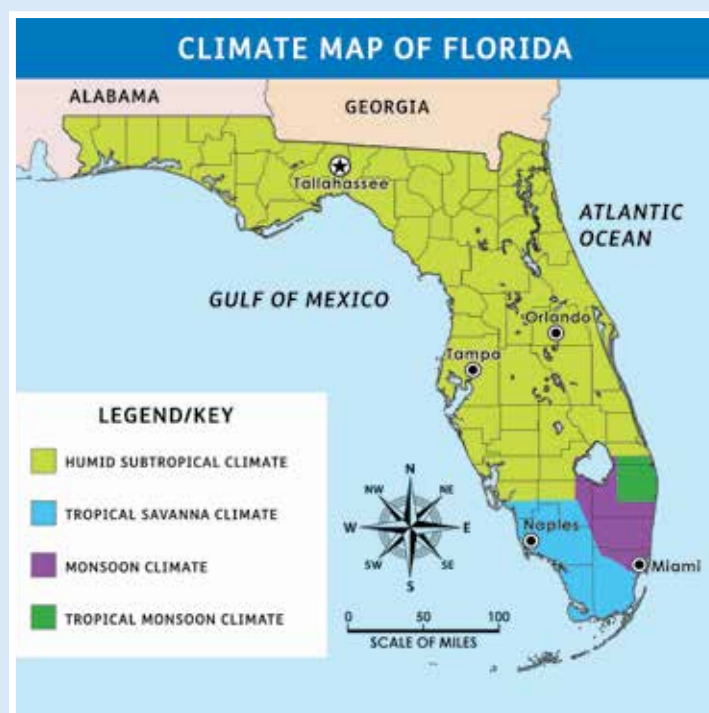 CLIMATE MAP OF FLORIDA
ALABAMA
GEORGIA
Tallahassee
ATLANTIC
OCEAN
GULF OF MEXICO
Orlando
Tampa
LEGEND/KEY
HUMID SUBTROPICAL CLIMATE
TROPICAL SAVANNA CLIMATE
MONSOON CLIMATE
TROPICAL MONSOON CLIMATE
N
NW
NE
W
E
SW
SE
S
Naples
Miami
0 50 100
SCALE OF MILES